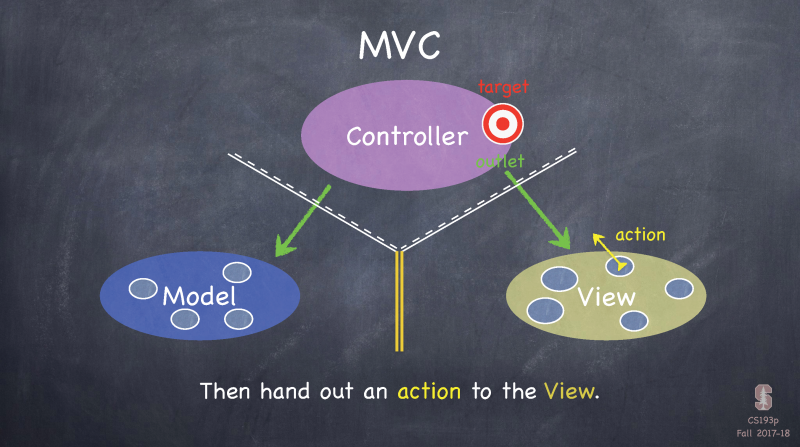 MVC
target
Controller
outlet
action
Model
View
Then hand out an action to the View.
S
CS193p
Fall 2017-18